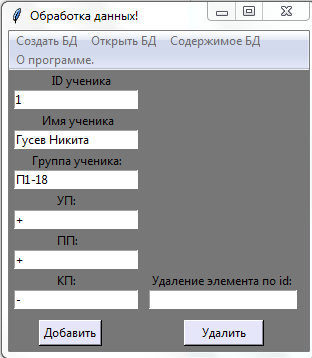 Обработка данных!
Создать БД Открыть БД Содержимое БД
О программе.
ID ученика
1
Имя ученика
Гусев Никита
Группа ученика:
П1-18
УП:
+
ПП:
+
КП: Удаление элемента по id:
-
Добавить Удалить